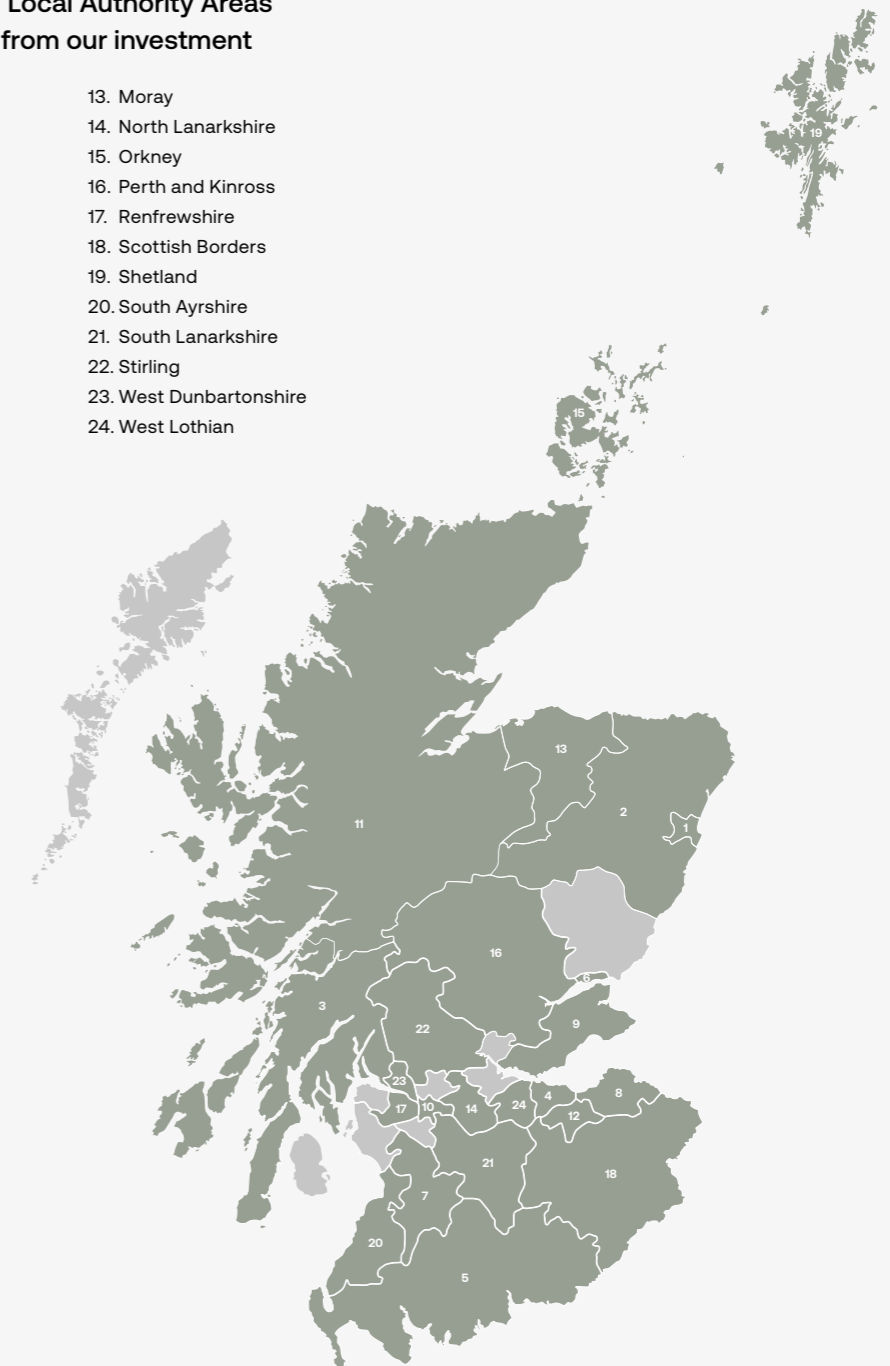 Local Authority Areas
from our investment
13. Moray
14. North Lanarkshire
15. Orkney
16. Perth and Kinross
17. Renfrewshire
18. Scottish Borders
19. Shetland
20. South Ayrshire
21. South Lanarkshire
22. Stirling
23. West Dunbartonshire
24. West Lothian
19
15
13
2
1
11
16
6
3
9
22
23
4
8
17
10
14
24
12
21
18
7
20
5